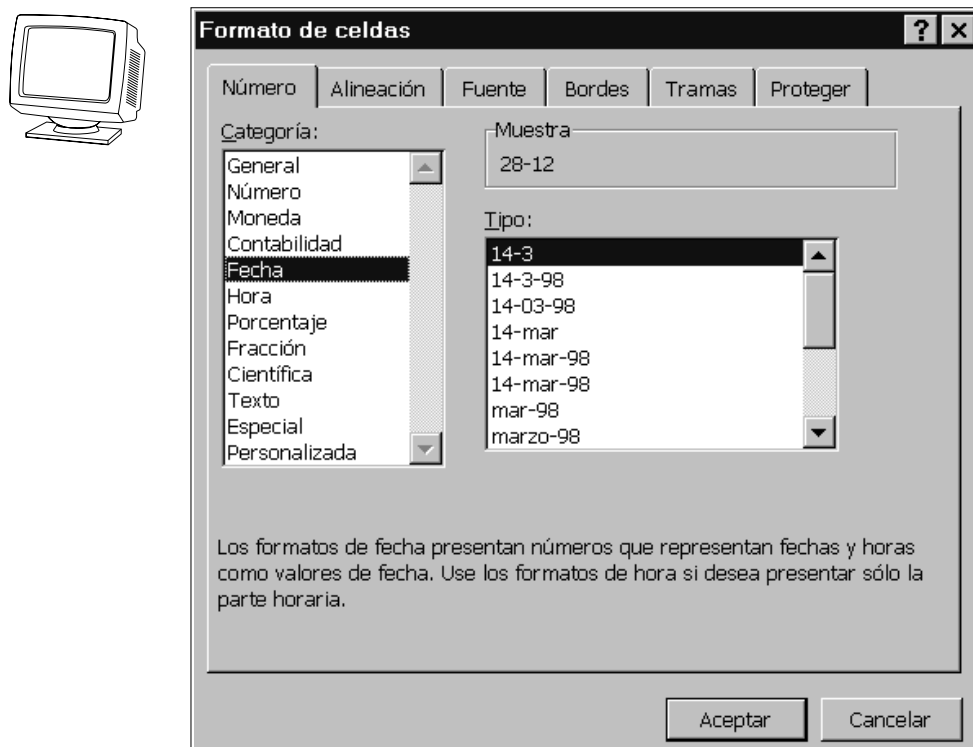 Formato de celdas
Número Alineación Fuente Bordes Tramas Proteger
Categoría:
General
Número
Moneda
Contabilidad
Fecha
Hora
Porcentaje
Fracción
Científica
Texto
Especial
Personalizada
Muestra
28-12
Tipo:
14-3
14-3-98
14-03-98
14-mar
14-mar-98
14-mar-98
mar-98
marzo-98
Los formatos de fecha presentan números que representan fechas y horas
como valores de fecha. Use los formatos de hora si desea presentar sólo la
parte horaria.
Aceptar Cancelar